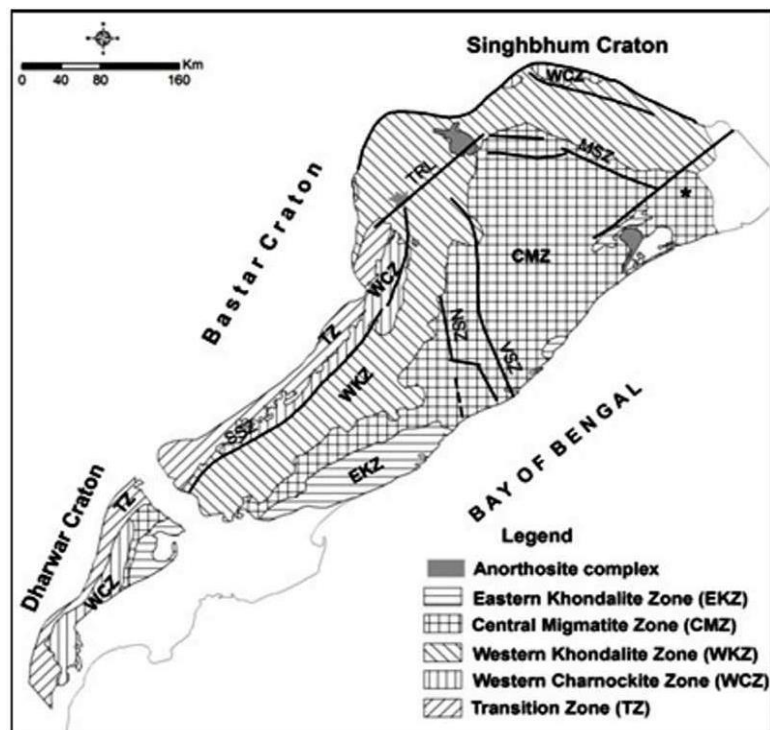 Singhbhum Craton
Km
0 40 80 160
WCZ
MSZ
TRL
*
Bastar Craton
CMZ
WCZ
NSZ
VSZ
TZ
WKZ
SSZ
EKZ
BAY OF BENGAL
Dharwar Craton
TZ
WCZ
Legend
Anorthosite complex
Eastern Khondalite Zone (EKZ)
Central Migmatite Zone (CMZ)
Western Khondalite Zone (WKZ)
Western Charnockite Zone (WCZ)
Transition Zone (TZ)